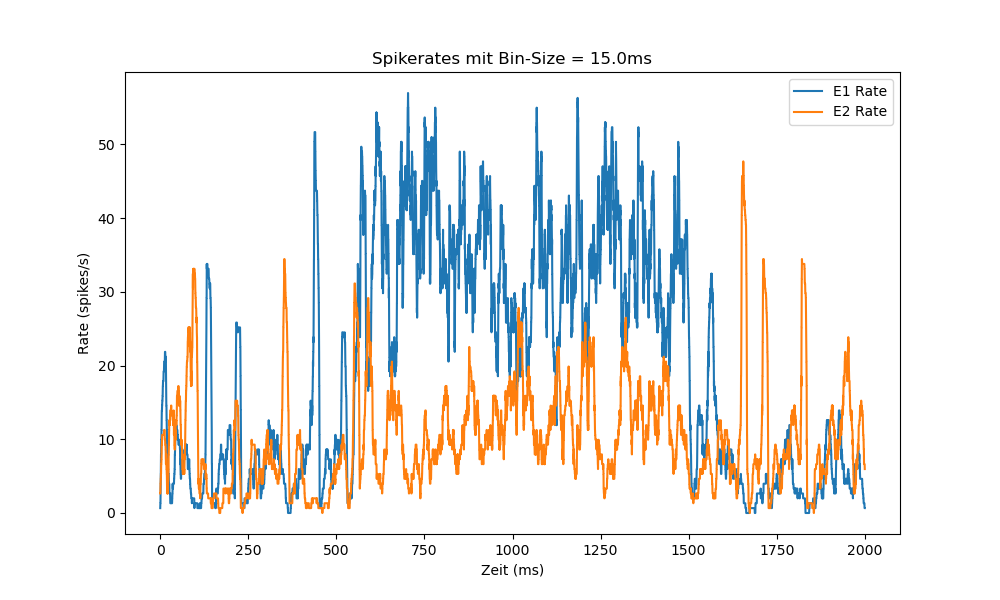 Spikerates mit Bin-Size = 15.0ms
E1 Rate
E2 Rate
Rate (spikes/s)
50
40
30
20
10
0
0 250 500 750 1000 1250 1500 1750 2000
Zeit (ms)